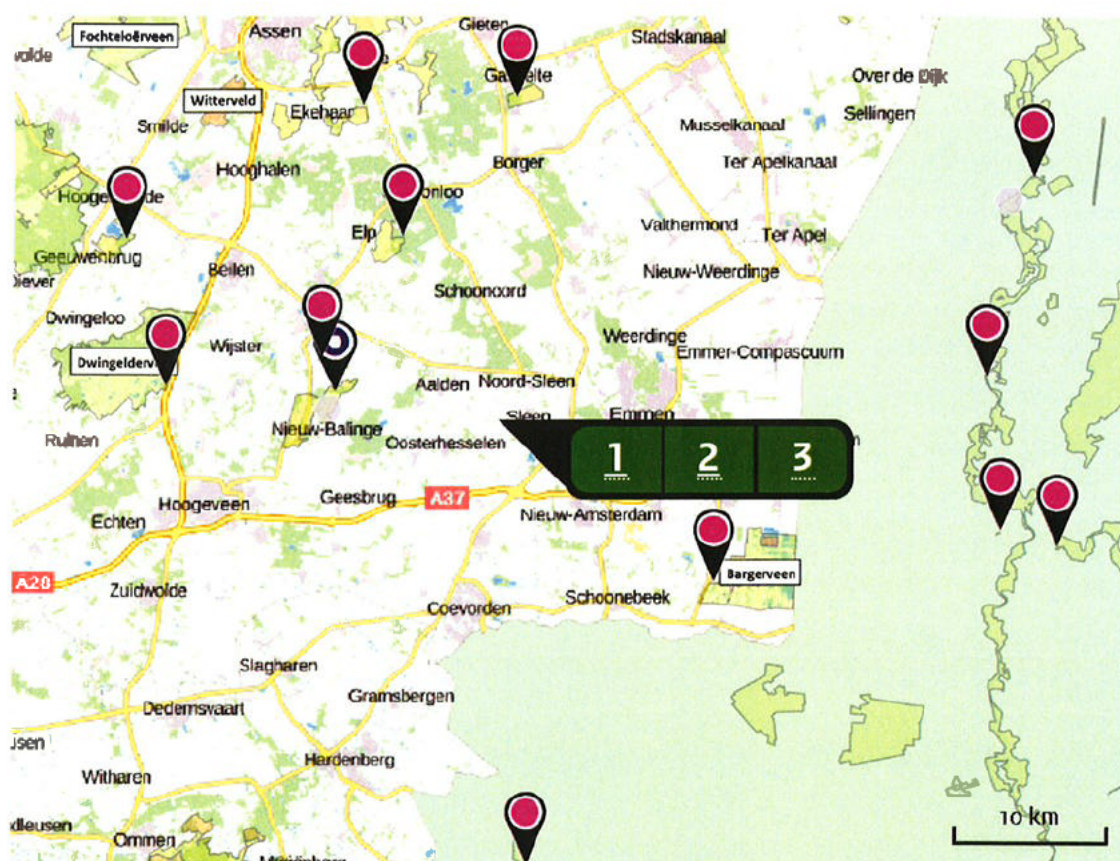 Fochteloërveen
Assen
Gieten
Stadskanaal
Over de Dijk
Witterveld
Ekehaar
Sellingen
Smilde
Musselkanaal
Hooghalen
Borger
Ter Apelkanaal
Elp
Valthermond
Ter Apel
Geeuwenbrug
Beilen
Nieuw-Weerdinge
Diever
Schoonoord
Dwingeloo
Wijster
Weerdinge
Emmer-Compascuum
Aalden
Noord-Sleen
Sleen
Emmen
Ruinen
Nieuw-Balinge
Oosterhesselen
1 2 3
Hoogeveen
Geesbrug
A37
Echten
Nieuw-Amsterdam
A28
Zuidwolde
Bargerveen
Coevorden
Schoonebeek
Slagharen
Dedemsvaart
Gramsbergen
Hardenberg
Witharen
10 km
Ommen